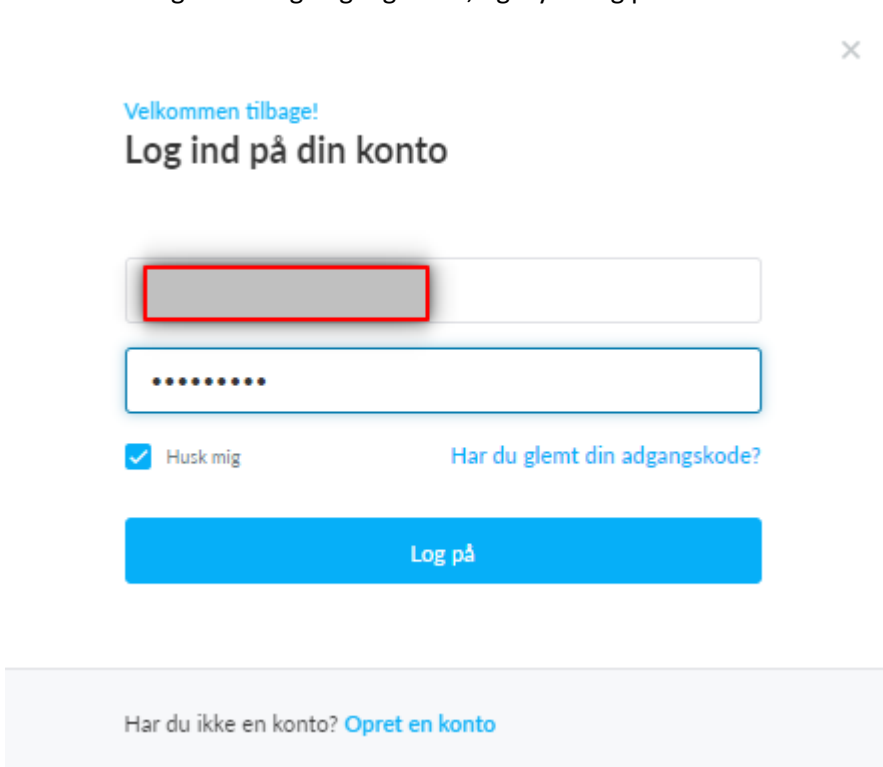 Velkommen tilbage!
Log ind på din konto
•••••••••
Husk mig
Har du glemt din adgangskode?
Log på
Har du ikke en konto? Opret en konto